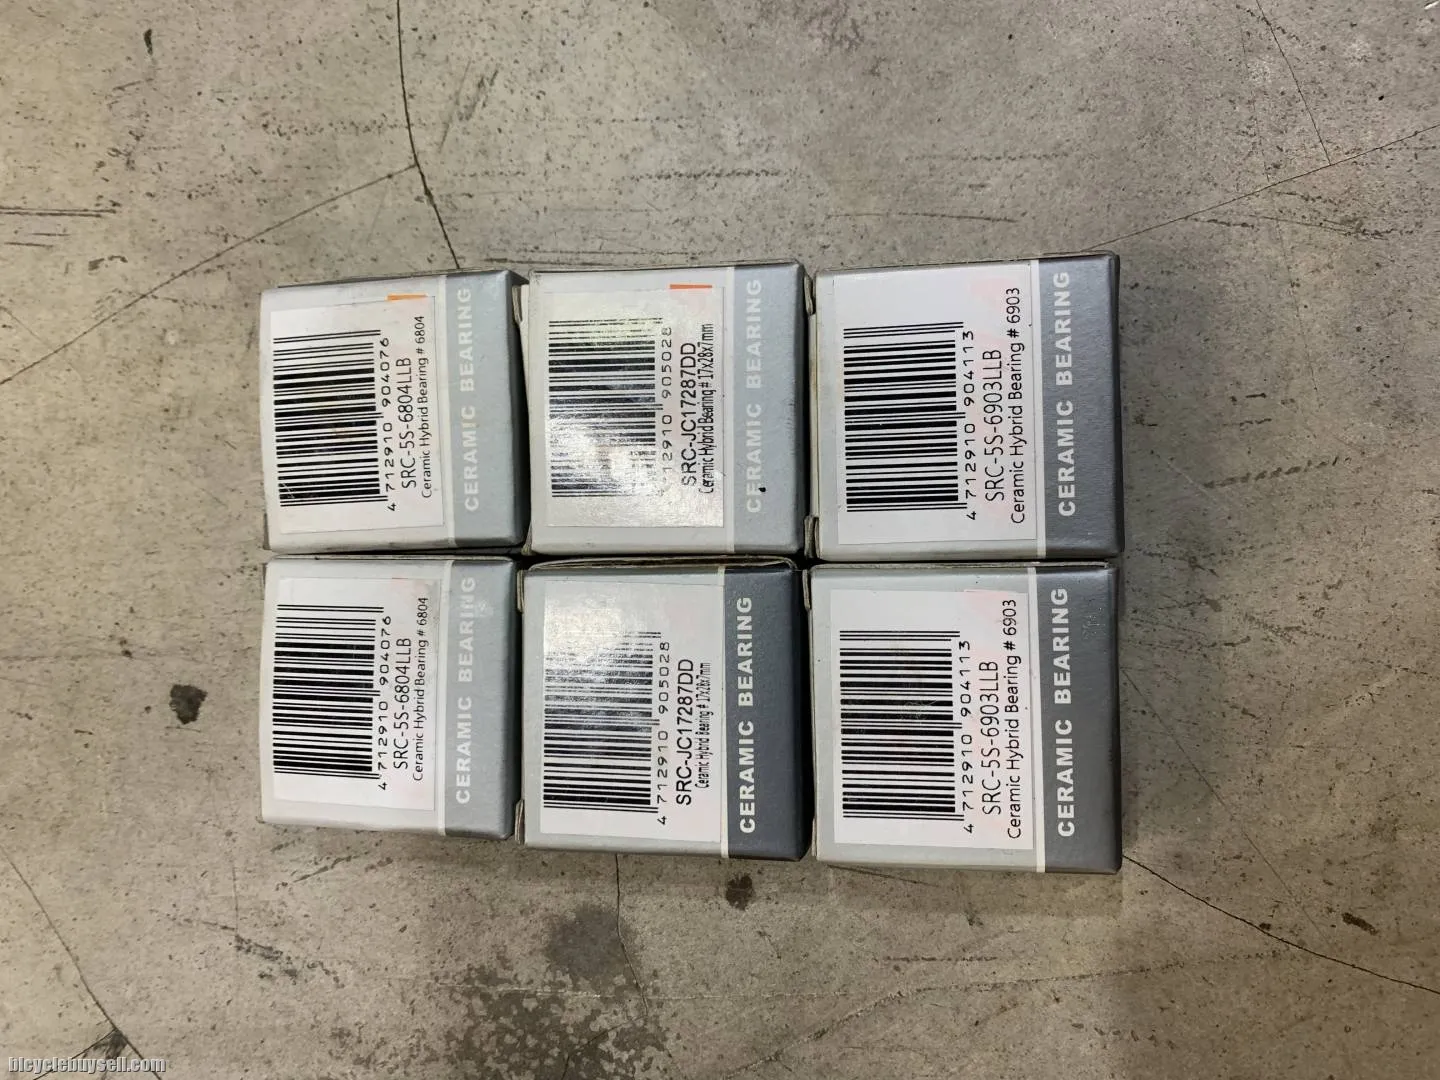 4 712910 904076
SRC-5S-6804LLB
Ceramic Hybrid Bearing # 6804
CERAMIC BEARING
4 712910 905028
SRC-JC17287DD
Ceramic Hybrid Bearing # 17x28x7mm
CERAMIC BEARING
4 712910 904113
SRC-5S-6903LLB
Ceramic Hybrid Bearing # 6903
CERAMIC BEARING
4 712910 904076
SRC-5S-6804LLB
Ceramic Hybrid Bearing # 6804
CERAMIC BEARING
4 712910 905028
SRC-JC17287DD
Ceramic Hybrid Bearing # 17x28x7mm
CERAMIC BEARING
4 712910 904113
SRC-5S-6903LLB
Ceramic Hybrid Bearing # 6903
CERAMIC BEARING
bicyclebuysell.com